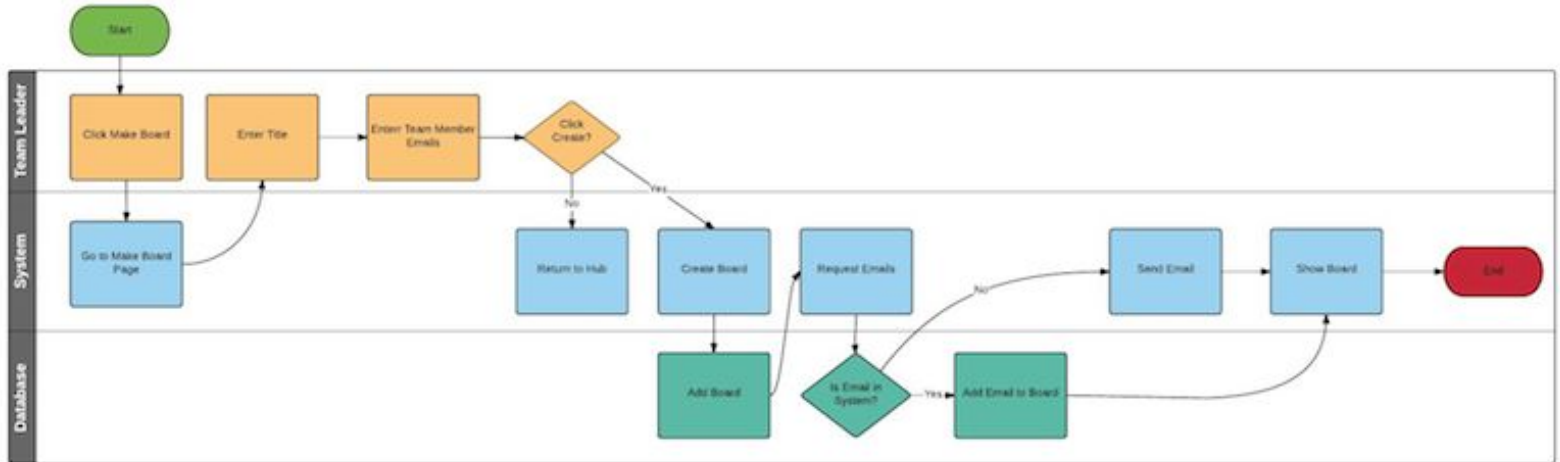 Start
Team Leader
Click Make Board
Enter Title
Enterr Team Member
Emails
Click
Create?
Yes
No
System
Go to Make Board
Page
Return to Hub
Create Board
Request Emails
No
Send Email
Show Board
End
Database
Add Board
Is Email in
System?
Yes
Add Email to Board